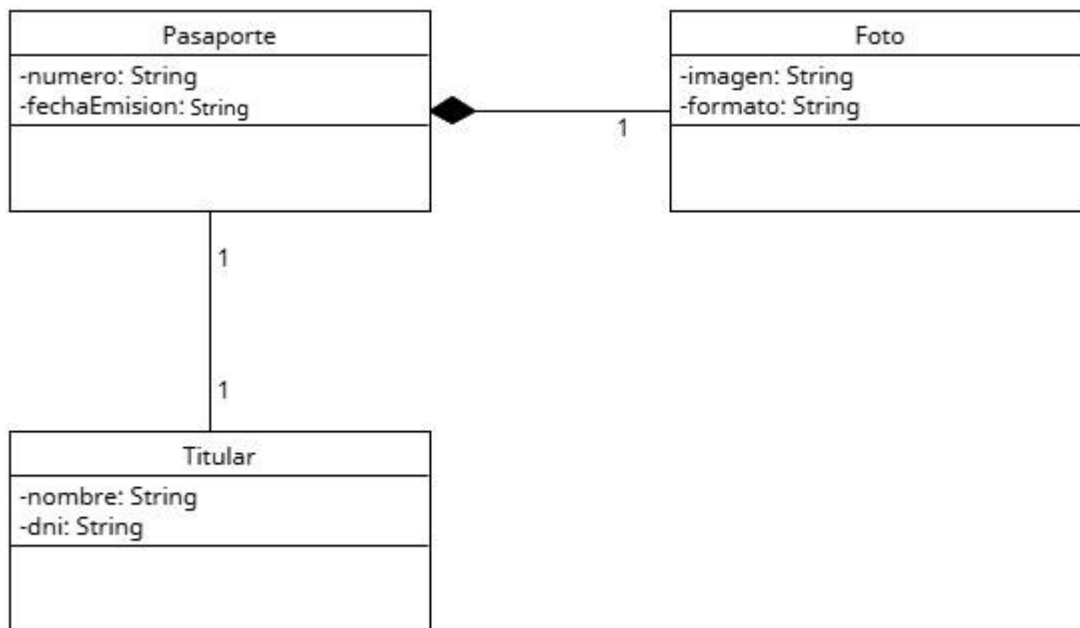 Pasaporte
-numero: String
-fechaEmision: String
Foto
-imagen: String
-formato: String
1
1
1
Titular
-nombre: String
-dni: String